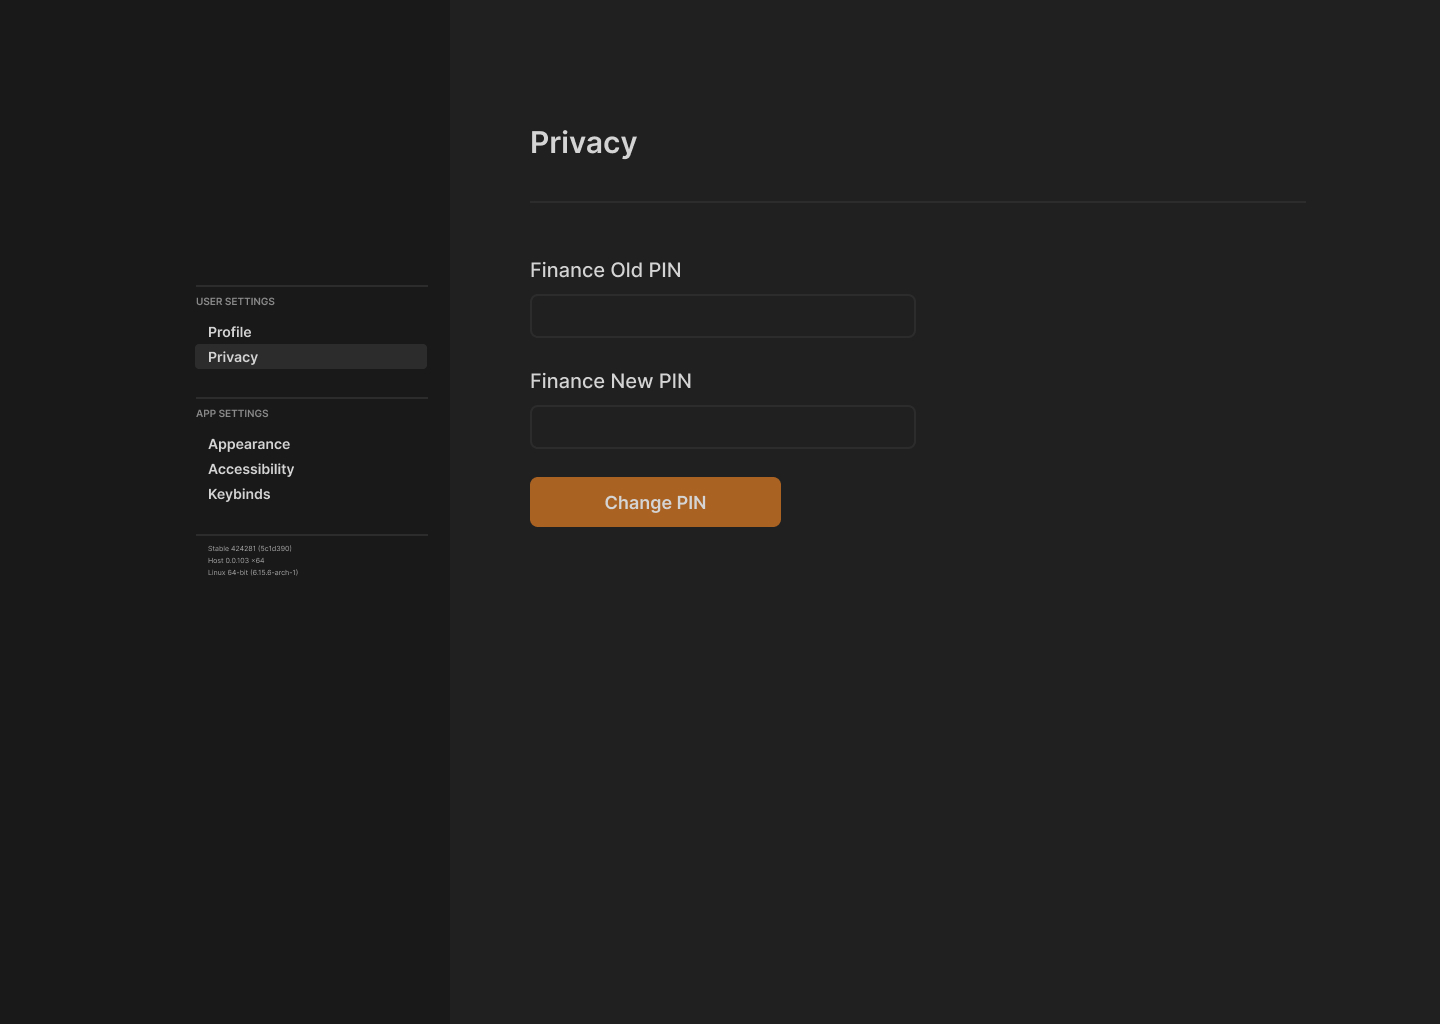 USER SETTINGS
Profile
Privacy
APP SETTINGS
Appearance
Accessibility
Keybinds
Stable 424281 (5c1d390)
Host 0.0.103 x64
Linux 64-bit (6.15.6-arch-1)
Privacy
Finance Old PIN
Finance New PIN
Change PIN